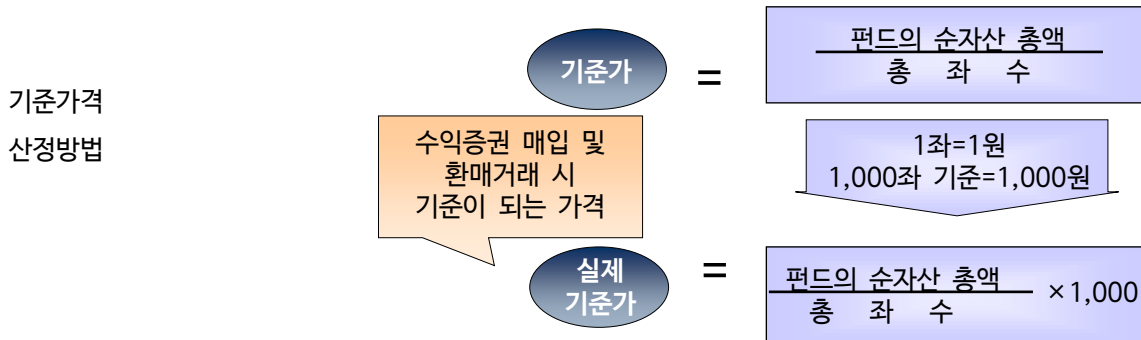 기준가격
산정방법
기준가
=
펀드의 순자산 총액
총 좌 수
수익증권 매입 및
환매거래 시
기준이 되는 가격
1좌=1원
1,000좌 기준=1,000원
실제
기준가
=
펀드의 순자산 총액
총 좌 수
×1,000